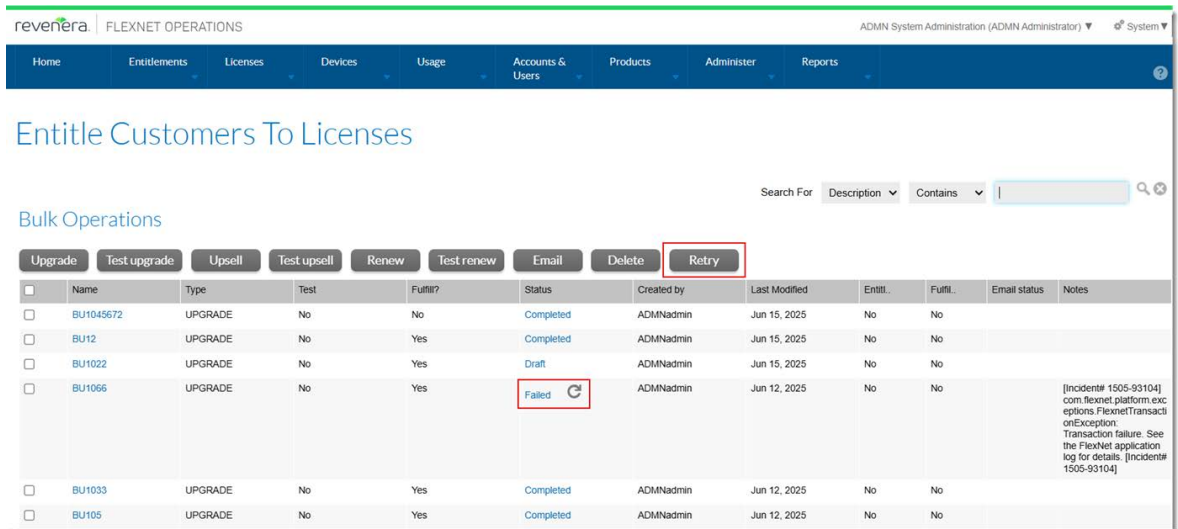 revenera. FLEXNET OPERATIONS ADMN System Administration (ADMN Administrator) ▼ System ▼
Home Entitlements Licenses Devices Usage Accounts & Users Products Administer Reports
Entitle Customers To Licenses
Search For Description Contains
Bulk Operations
Upgrade Test upgrade Upsell Test upsell Renew Test renew Email Delete Retry
Name Type Test Fulfill? Status Created by Last Modified Entitl.. Fulfil.. Email status Notes
BU1045672 UPGRADE No No Completed ADMNadmin Jun 15, 2025 No No
BU12 UPGRADE No Yes Completed ADMNadmin Jun 15, 2025 No No
BU1022 UPGRADE No Yes Draft ADMNadmin Jun 15, 2025 No No
BU1066 UPGRADE No Yes Failed ADMNadmin Jun 12, 2025 No No [Incident# 1505-93104]
com.flexnet.platform.exc
eptions.FlexnetTransacti
onException:
Transaction failure. See
the FlexNet application
log for details. [Incident#
1505-93104]
BU1033 UPGRADE No Yes Completed ADMNadmin Jun 12, 2025 No No
BU105 UPGRADE No Yes Completed ADMNadmin Jun 12, 2025 No No